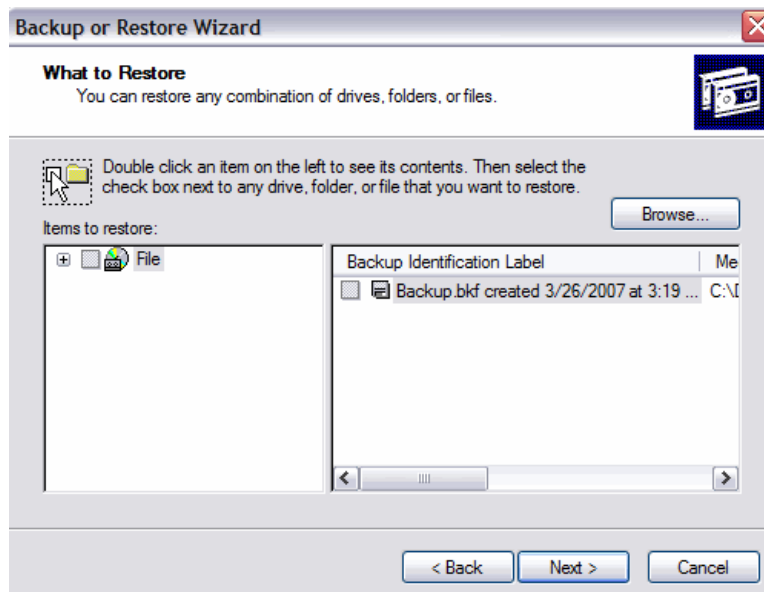 Backup or Restore Wizard
What to Restore
You can restore any combination of drives, folders, or files.
Double click an item on the left to see its contents. Then select the
check box next to any drive, folder, or file that you want to restore.
Browse...
Items to restore:
File
Backup Identification Label
Me
Backup.bkf created 3/26/2007 at 3:19 ...
C:\D
< Back
Next >
Cancel